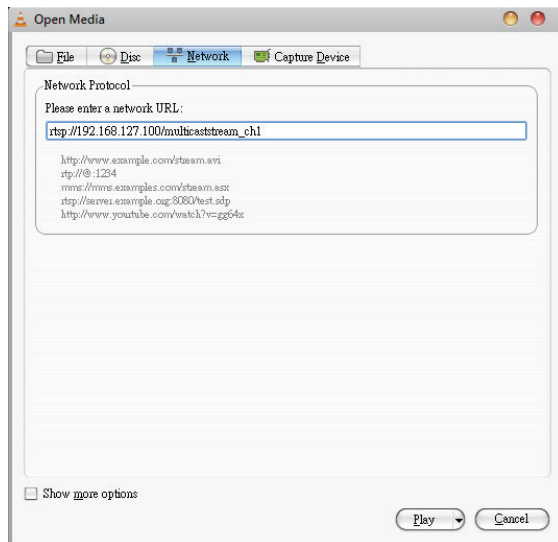 Open Media
File Disc Network Capture Device
Network Protocol
Please enter a network URL:
rtsp://192.168.127.100/multicaststream_ch1
http://www.example.com/stream.avi
rtp://@:1234
mms://mms.examples.com/stream.asx
rtsp://server.example.org:8080/test.sdp
http://www.yourtube.com/watch?v=gg64x
Show more options
Play Cancel